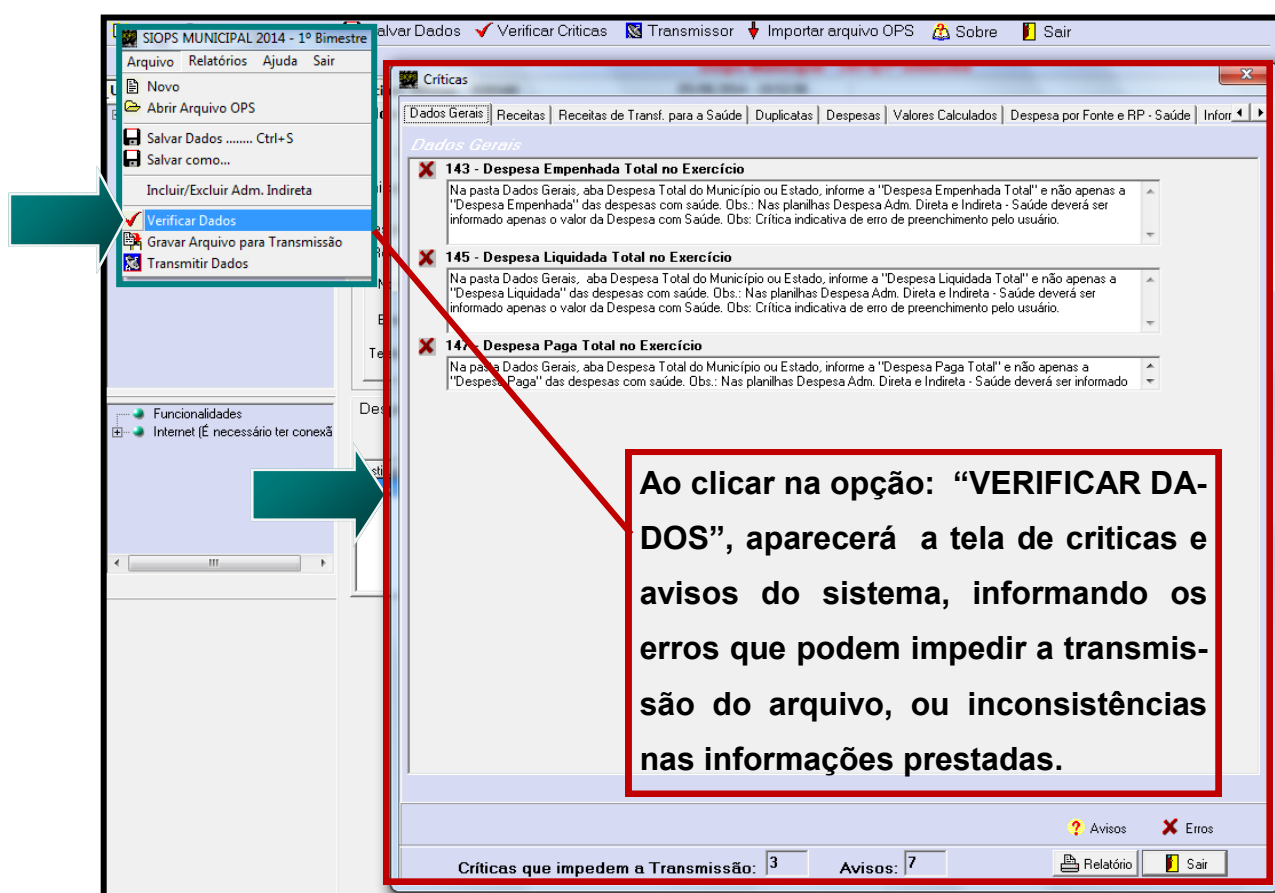 SIOPS MUNICIPAL 2014 - 1º Bimestre
alvar Dados Verificar Criticas Transmissor Importar arquivo OPS Sobre Sair
Arquivo Relatórios Ajuda Sair
Novo
Abrir Arquivo OPS
Salvar Dados ........ Ctrl+S
Salvar como...
Incluir/Excluir Adm. Indireta
Verificar Dados
Gravar Arquivo para Transmissão
Transmitir Dados
Funcionalidades
Internet (É necessário ter conexã
Críticas
Dados Gerais Receitas Receitas de Transf. para a Saúde Duplicatas Despesas Valores Calculados Despesa por Fonte e RP - Saúde Inforr
Dados Gerais
143 - Despesa Empenhada Total no Exercício
Na pasta Dados Gerais, aba Despesa Total do Município ou Estado, informe a "Despesa Empenhada Total" e não apenas a
"Despesa Empenhada" das despesas com saúde. Obs.: Nas planilhas Despesa Adm. Direta e Indireta - Saúde deverá ser
informado apenas o valor da Despesa com Saúde. Obs: Crítica indicativa de erro de preenchimento pelo usuário.
145 - Despesa Liquidada Total no Exercício
Na pasta Dados Gerais, aba Despesa Total do Município ou Estado, informe a "Despesa Liquidada Total" e não apenas a
"Despesa Liquidada" das despesas com saúde. Obs.: Nas planilhas Despesa Adm. Direta e Indireta - Saúde deverá ser
informado apenas o valor da Despesa com Saúde. Obs: Crítica indicativa de erro de preenchimento pelo usuário.
147 - Despesa Paga Total no Exercício
Na pasta Dados Gerais, aba Despesa Total do Município ou Estado, informe a "Despesa Paga Total" e não apenas a
"Despesa Paga" das despesas com saúde. Obs.: Nas planilhas Despesa Adm. Direta e Indireta - Saúde deverá ser informado
Ao clicar na opção: “VERIFICAR DA-
DOS”, aparecerá a tela de criticas e
avisos do sistema, informando os
erros que podem impedir a transmis-
são do arquivo, ou inconsistências
nas informações prestadas.
Avisos Erros
Críticas que impedem a Transmissão: 3 Avisos: 7 Relatório Sair